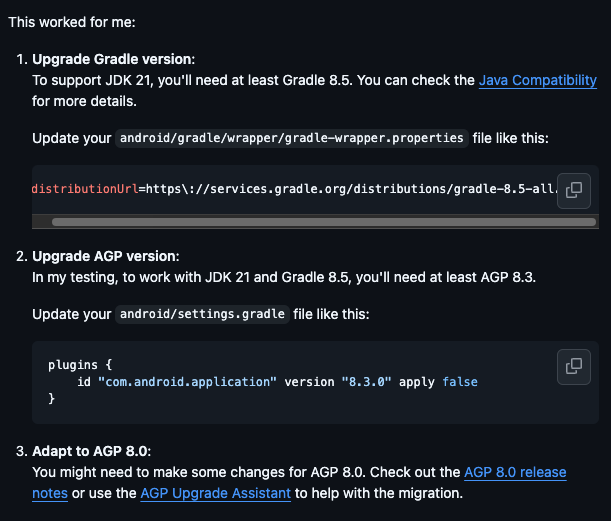 This worked for me:
1. Upgrade Gradle version:
To support JDK 21, you'll need at least Gradle 8.5. You can check the Java Compatibility
for more details.
Update your android/gradle/wrapper/gradle-wrapper.properties file like this:
distributionUrl=https\://services.gradle.org/distributions/gradle-8.5-all.
2. Upgrade AGP version:
In my testing, to work with JDK 21 and Gradle 8.5, you'll need at least AGP 8.3.
Update your android/settings.gradle file like this:
plugins {
    id "com.android.application" version "8.3.0" apply false
}
3. Adapt to AGP 8.0:
You might need to make some changes for AGP 8.0. Check out the AGP 8.0 release
notes or use the AGP Upgrade Assistant to help with the migration.